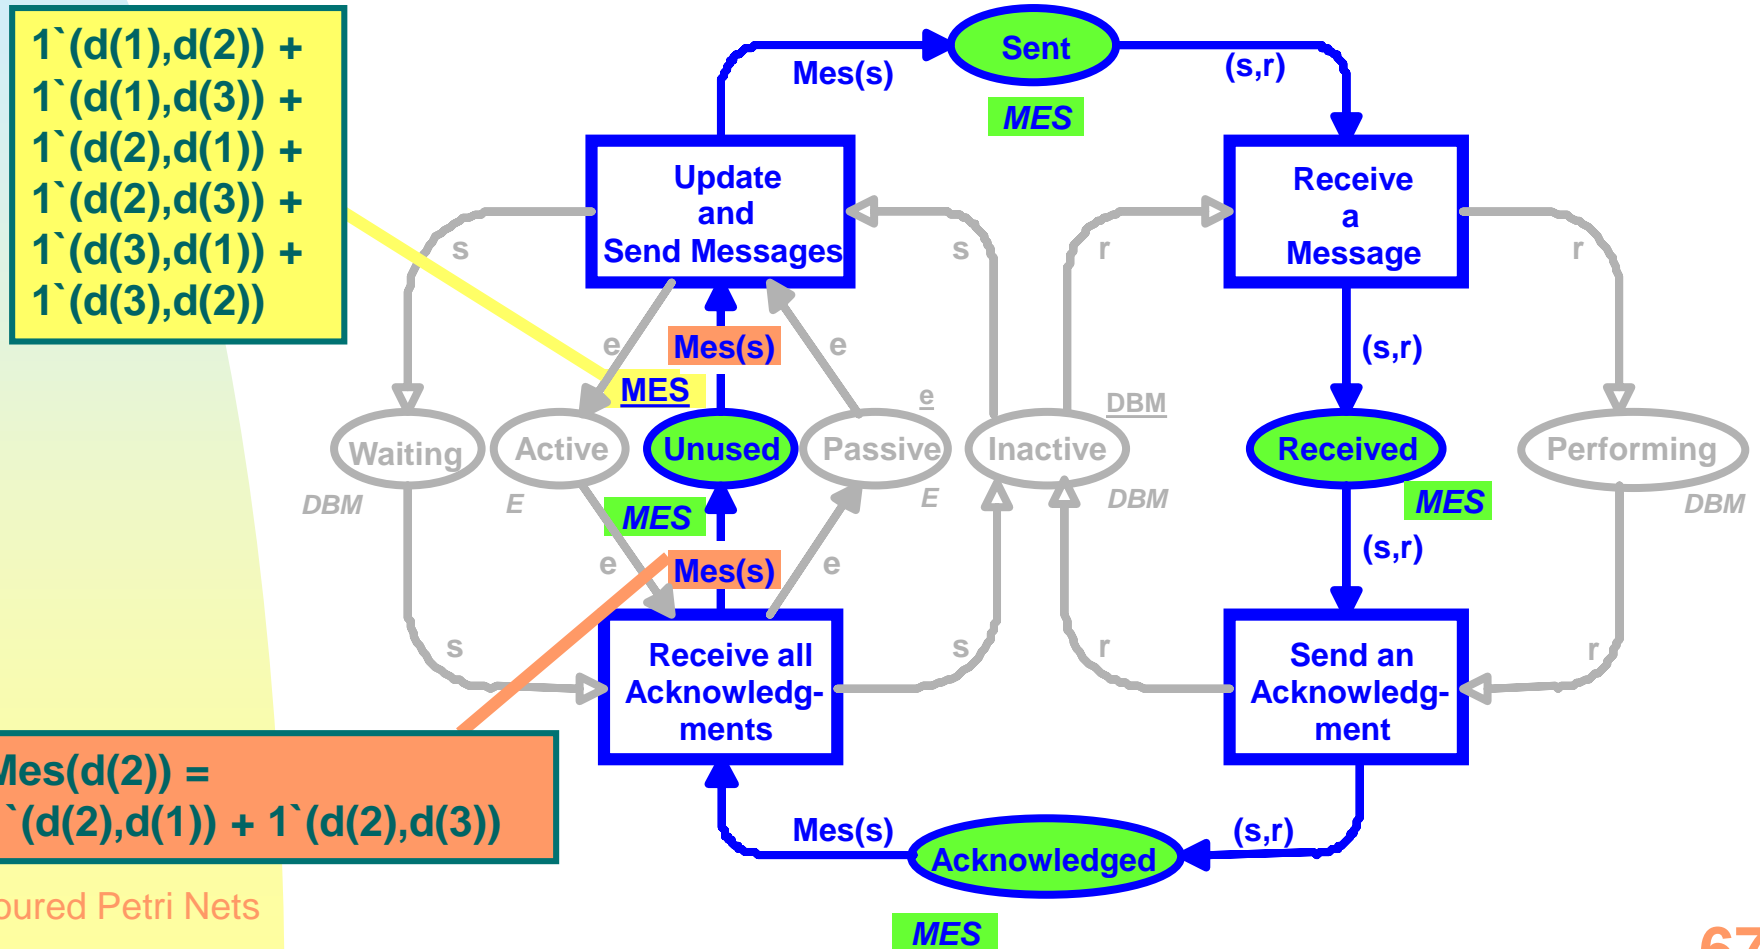 1`(d(1),d(2)) +
1`(d(1),d(3)) +
1`(d(2),d(1)) +
1`(d(2),d(3)) +
1`(d(3),d(1)) +
1`(d(3),d(2))
Sent
Mes(s)
(s,r)
MES
Update
and
Send Messages
Receive
a
Message
s
s
r
r
e
Mes(s)
e
(s,r)
MES
e
DBM
Waiting
Active
Unused
Passive
Inactive
Received
Performing
DBM
E
MES
E
DBM
MES
DBM
e
Mes(s)
e
(s,r)
s
s
r
r
Receive all
Acknowledg-
ments
Send an
Acknowledg-
ment
Mes(d(2)) =
`(d(2),d(1)) + 1`(d(2),d(3))
Mes(s)
(s,r)
Acknowledged
MES
oured Petri Nets
67